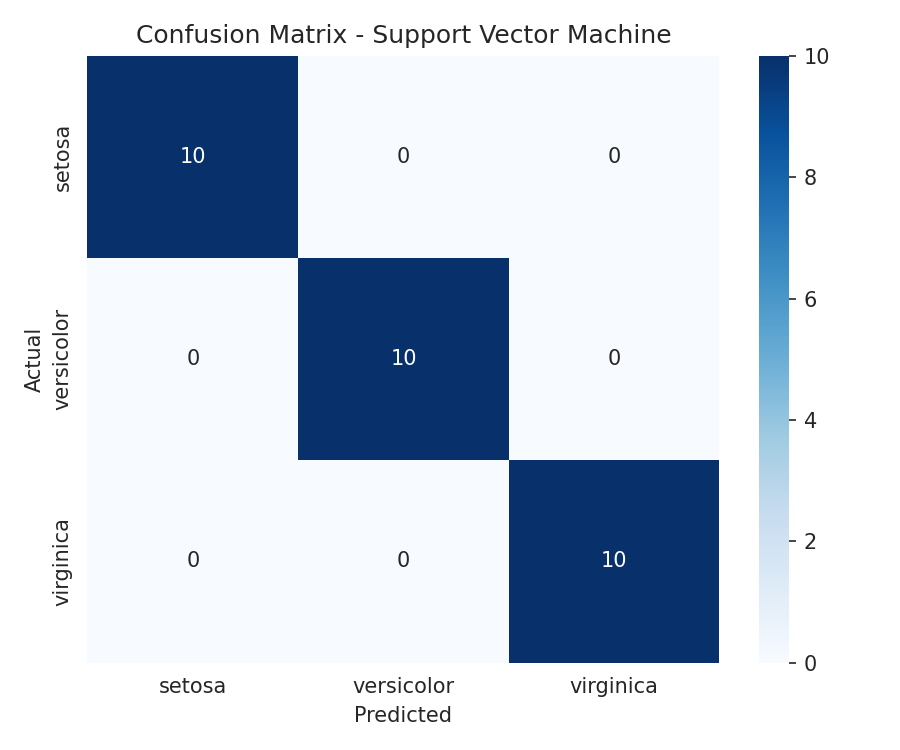 Confusion Matrix - Support Vector Machine
10
8
6
4
2
0
Actual
setosa
versicolor
virginica
10 0 0
0 10 0
0 0 10
setosa versicolor virginica
Predicted